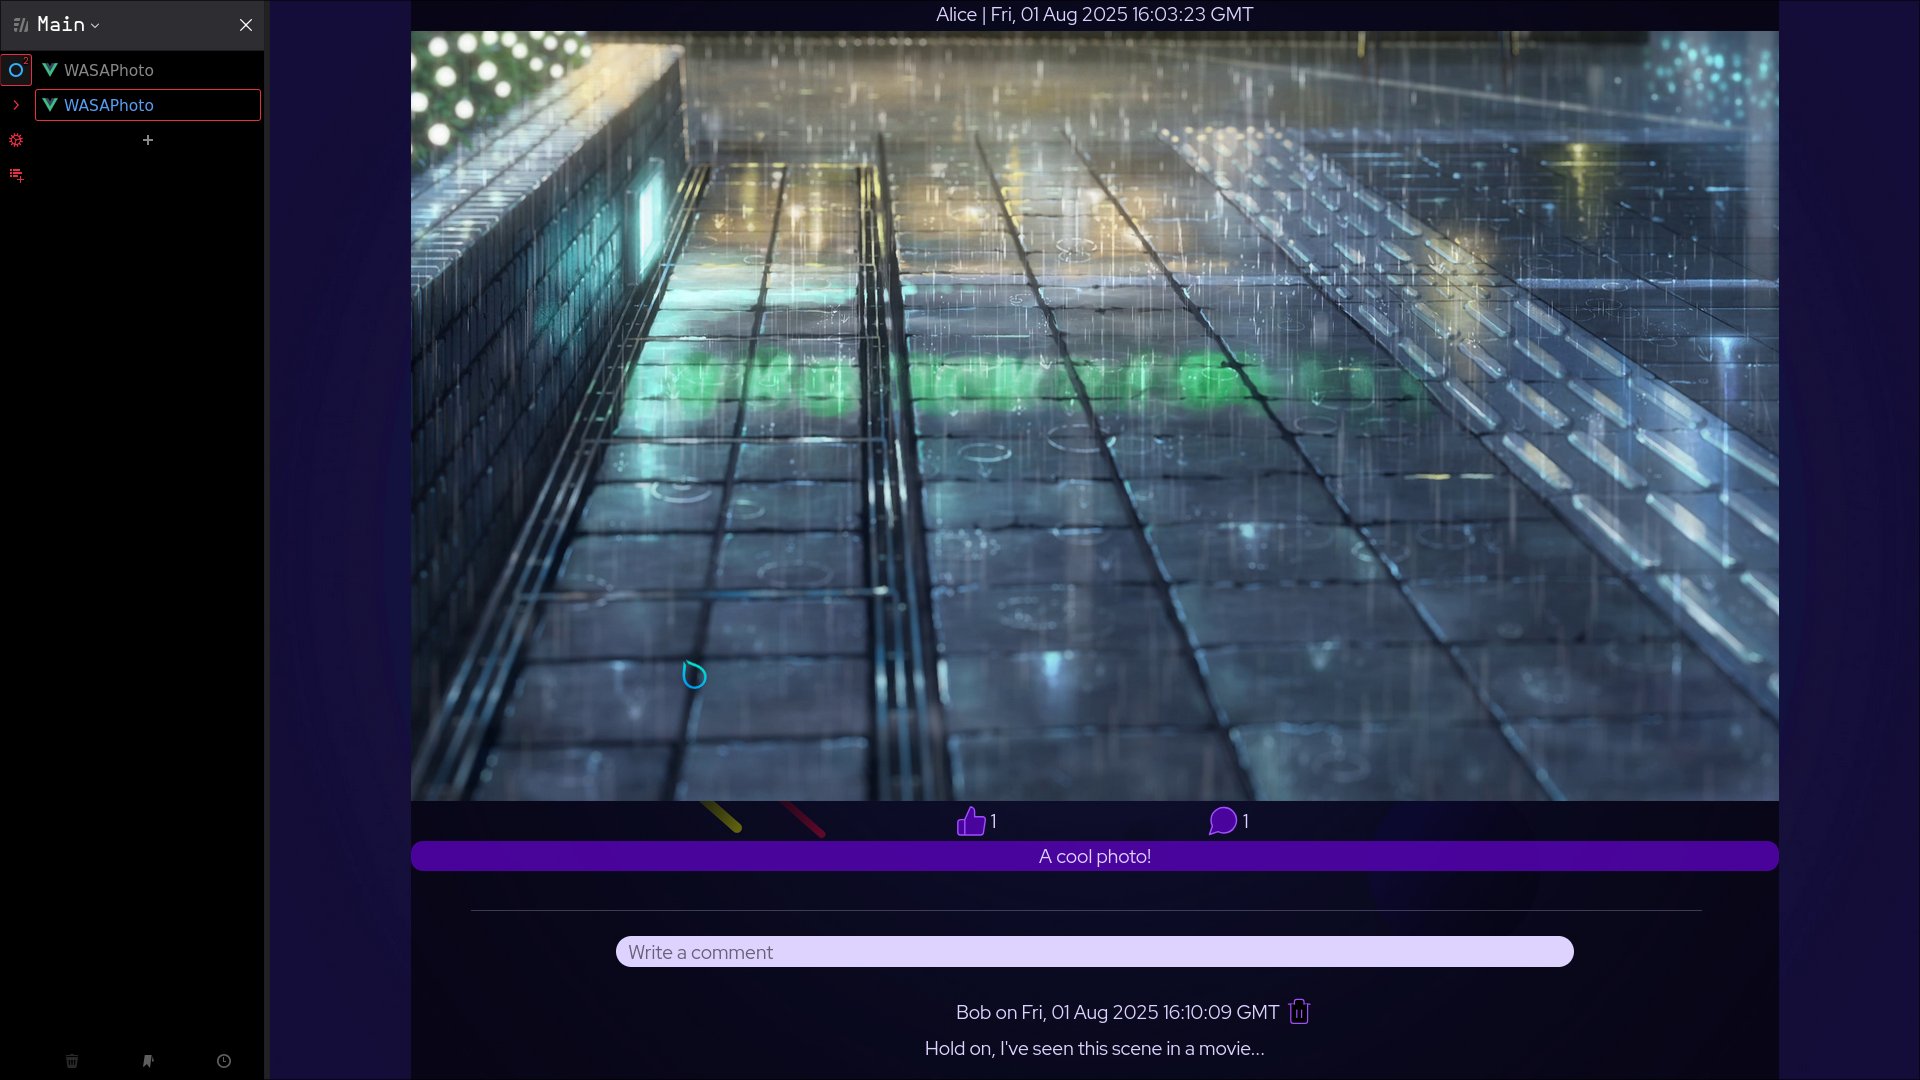 Main
2
WASAPhoto
WASAPhoto
Alice | Fri, 01 Aug 2025 16:03:23 GMT
1
1
A cool photo!
Write a comment
Bob on Fri, 01 Aug 2025 16:10:09 GMT
Hold on, I've seen this scene in a movie...